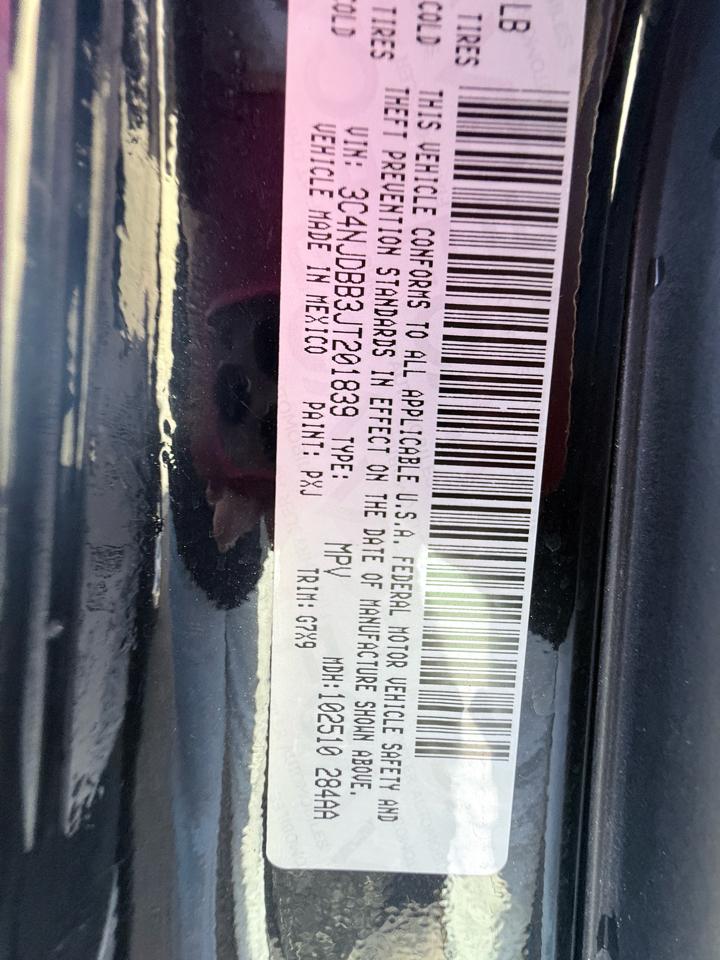 LB
TIRES COLD
TIRES COLD
THIS VEHICLE CONFORMS TO ALL APPLICABLE U.S.A. FEDERAL MOTOR VEHICLE SAFETY AND
THEFT PREVENTION STANDARDS IN EFFECT ON THE DATE OF MANUFACTURE SHOWN ABOVE.
VIN: 3C4NJDBB3JT201839 TYPE: MPV MDH:102510 284AA
VEHICLE MADE IN MEXICO PAINT: PXJ TRIM: G7X9